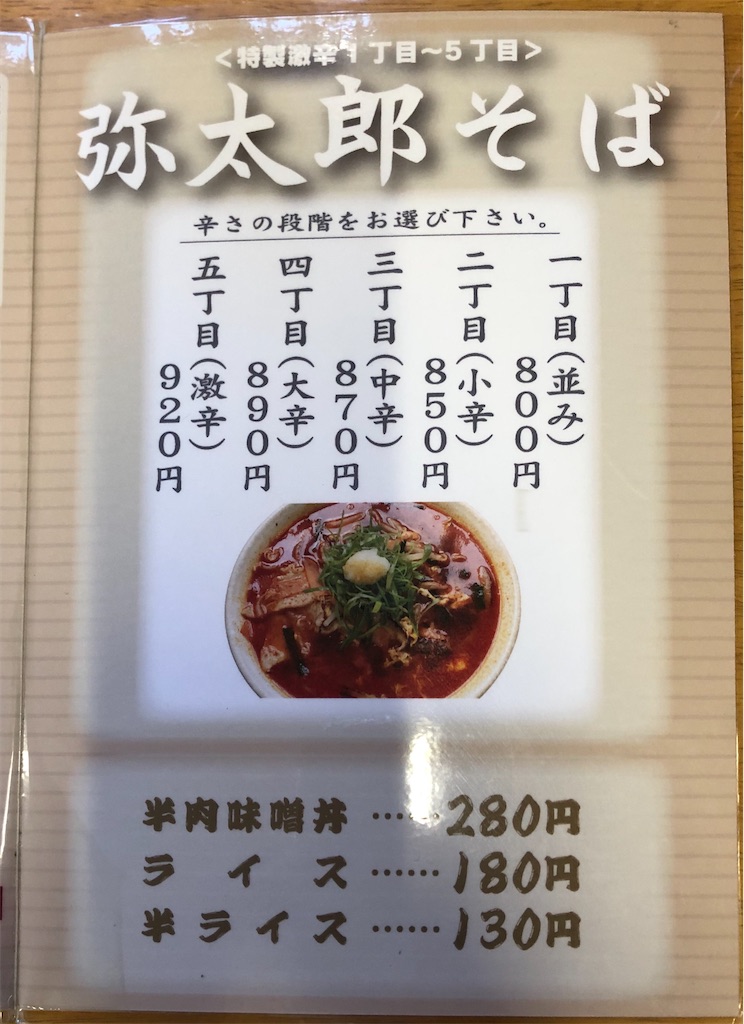 <特製激辛1丁目~5丁目>
弥太郎そば
辛さの段階をお選び下さい。
一丁目(並み)
800円
二丁目(小辛)
850円
三丁目(中辛)
870円
四丁目(大辛)
890円
五丁目(激辛)
920円
半肉味噌丼……280円
ライス……180円
半ライス……130円